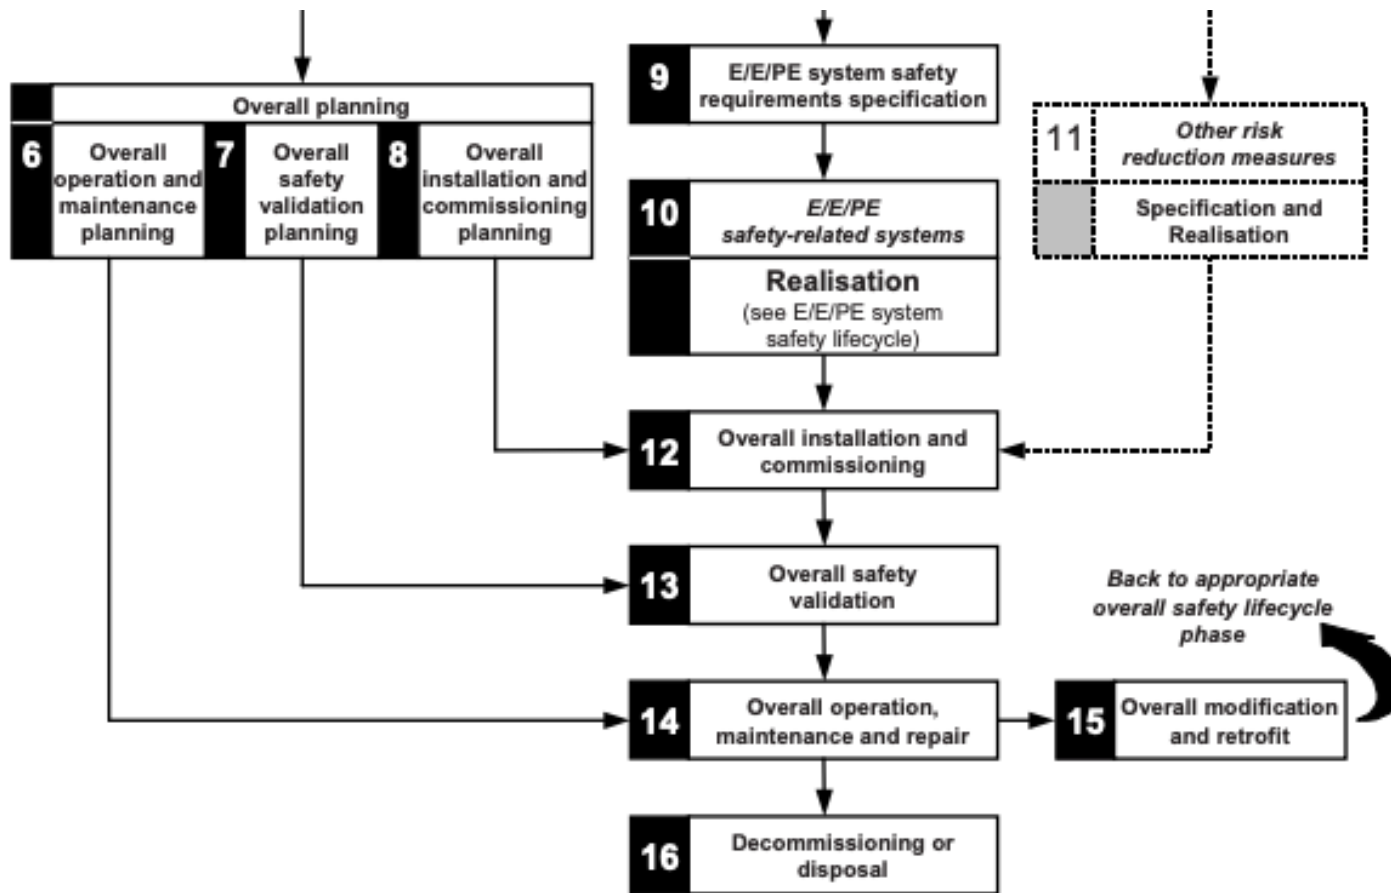 Overall planning
6
Overall
operation and
maintenance
planning
7
Overall
safety
validation
planning
8
Overall
installation and
commissioning
planning
9
E/E/PE system safety
requirements specification
10
E/E/PE
safety-related systems
Realisation
(see E/E/PE system
safety lifecycle)
11
Other risk
reduction measures
Specification and
Realisation
12
Overall installation and
commissioning
13
Overall safety
validation
Back to appropriate
overall safety lifecycle
phase
14
Overall operation,
maintenance and repair
15
Overall modification
and retrofit
16
Decommissioning or
disposal